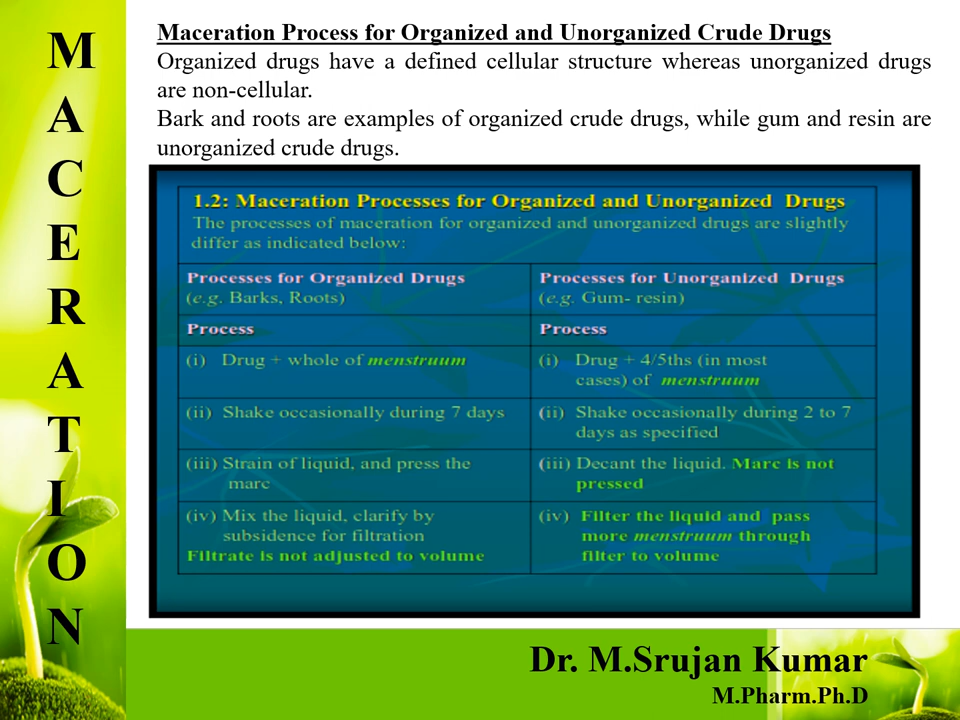 MACERATION
Maceration Process for Organized and Unorganized Crude Drugs
Organized drugs have a defined cellular structure whereas unorganized drugs
are non-cellular.
Bark and roots are examples of organized crude drugs, while gum and resin are
unorganized crude drugs.
1.2: Maceration Processes for Organized and Unorganized Drugs
The processes of maceration for organized and unorganized drugs are slightly
differ as indicated below:
Processes for Organized Drugs
(e.g. Barks, Roots)
Processes for Unorganized Drugs
(e.g. Gum- resin)
Process
Process
(i) Drug + whole of menstruum
(i) Drug + 4/5ths (in most
cases) of menstruum
(ii) Shake occasionally during 7 days
(ii) Shake occasionally during 2 to 7
days as specified
(iii) Strain of liquid, and press the
marc
(iii) Decant the liquid. Marc is not
pressed
(iv) Mix the liquid, clarify by
subsidence for filtration
Filtrate is not adjusted to volume
(iv) Filter the liquid and pass
more menstruum through
filter to volume
Dr. M.Srujan Kumar
M.Pharm.Ph.D